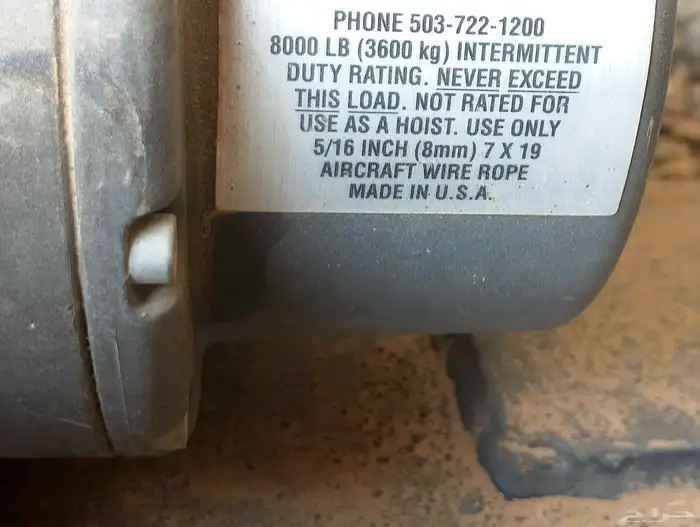 PHONE 503-722-1200
8000 LB (3600 kg) INTERMITTENT
DUTY RATING. NEVER EXCEED
THIS LOAD. NOT RATED FOR
USE AS A HOIST. USE ONLY
5/16 INCH (8mm) 7 X 19
AIRCRAFT WIRE ROPE
MADE IN U.S.A.
حراج